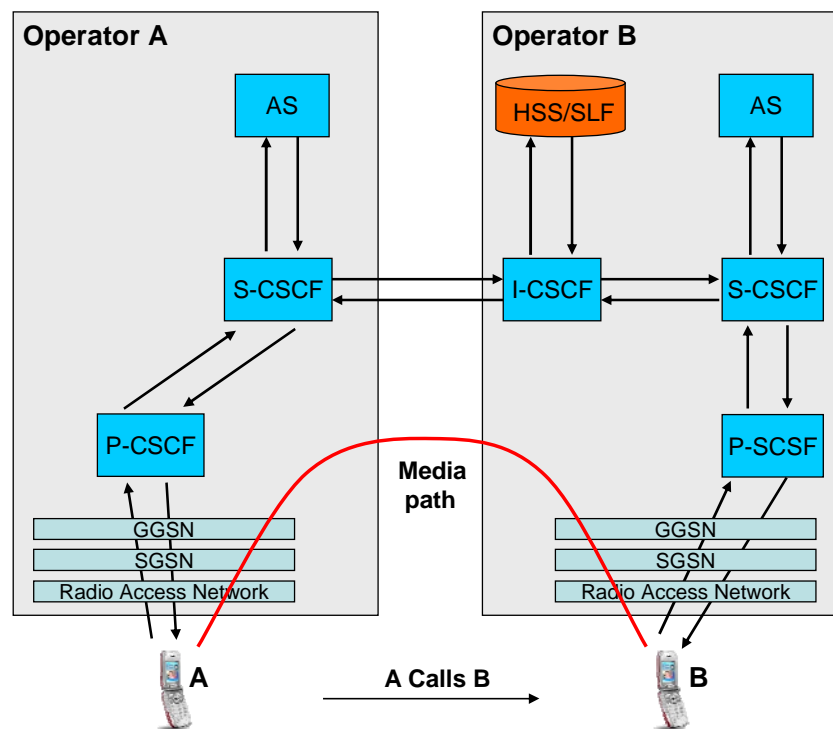 Operator A
Operator B
AS
HSS/SLF
AS
S-CSCF
I-CSCF
S-CSCF
P-CSCF
P-SCSF
Media
path
GGSN
GGSN
SGSN
SGSN
Radio Access Network
Radio Access Network
A
A Calls B
B